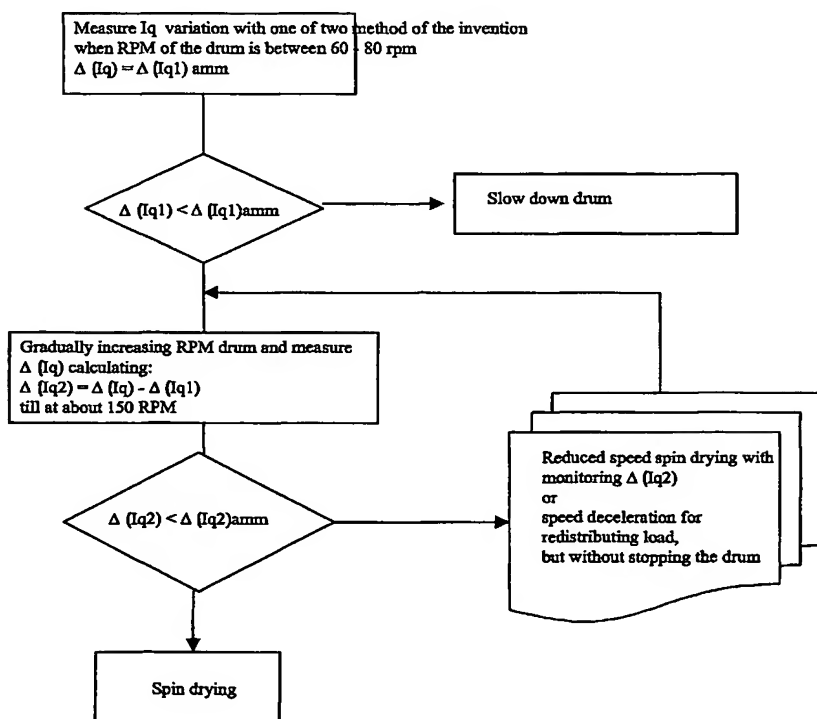 Measure Iq variation with one of two method of the invention
when RPM of the drum is between 60 - 80 rpm
Δ (Iq) = Δ (Iq1) amm
Δ (Iq1) < Δ (Iq1)amm
Slow down drum
Gradually increasing RPM drum and measure
Δ (Iq) calculating:
Δ (Iq2) = Δ (Iq) - Δ (Iq1)
till at about 150 RPM
Δ (Iq2) < Δ (Iq2)amm
Reduced speed spin drying with
monitoring Δ (Iq2)
or
speed deceleration for
redistributing load,
but without stopping the drum
Spin drying